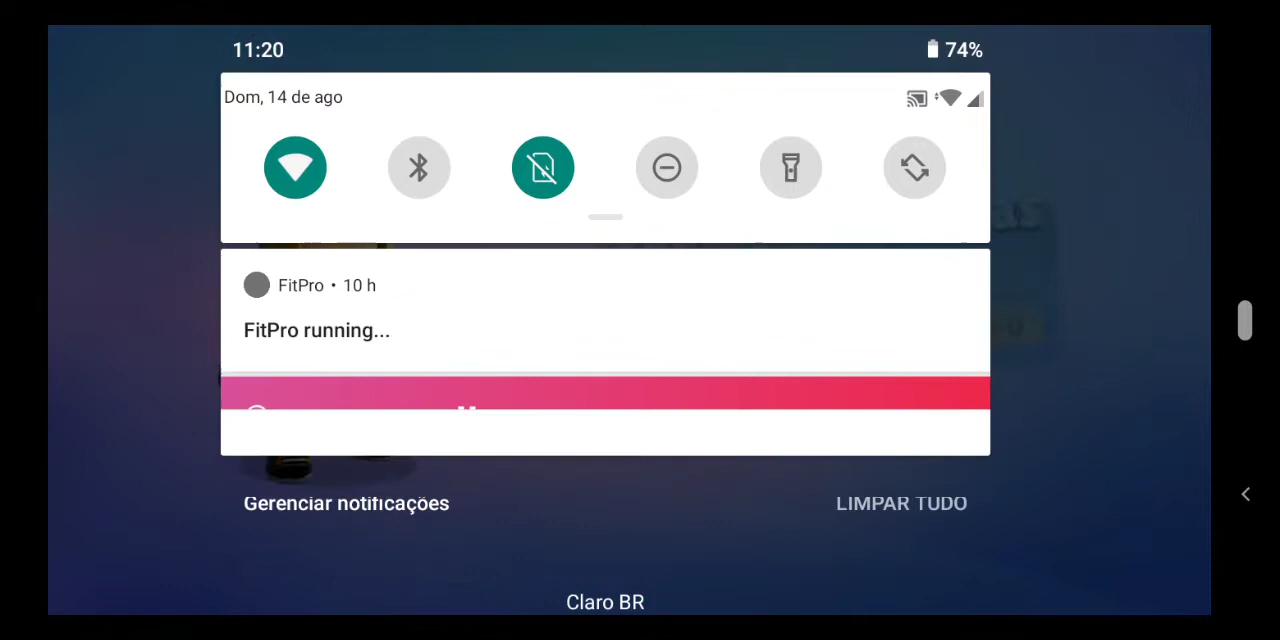 11:20
74%
Dom, 14 de ago
FitPro • 10 h
FitPro running...
Gerenciar notificações
LIMPAR TUDO
Claro BR